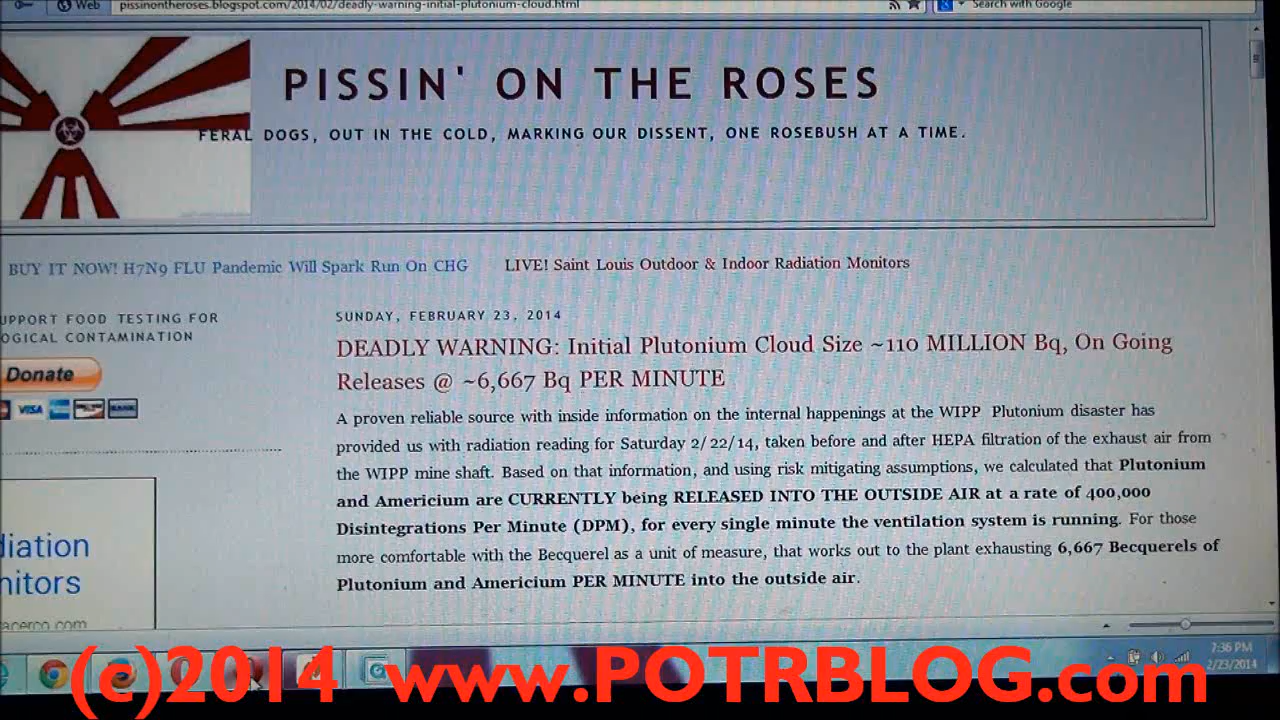 Web
pissinontheroses.blogspot.com/2014/02/deadly-warning-initial-plutonium-cloud.html
Search with Google
PISSIN' ON THE ROSES
FERAL DOGS, OUT IN THE COLD, MARKING OUR DISSENT, ONE ROSEBUSH AT A TIME.
BUY IT NOW! H7N9 FLU Pandemic Will Spark Run On CHG
LIVE! Saint Louis Outdoor & Indoor Radiation Monitors
UPPORT FOOD TESTING FOR
OGICAL CONTAMINATION
Donate
VISA
diation
nitors
SUNDAY, FEBRUARY 23, 2014
DEADLY WARNING: Initial Plutonium Cloud Size ~110 MILLION Bq, On Going
Releases @ ~6,667 Bq PER MINUTE
A proven reliable source with inside information on the internal happenings at the WIPP Plutonium disaster has
provided us with radiation reading for Saturday 2/22/14, taken before and after HEPA filtration of the exhaust air from
the WIPP mine shaft. Based on that information, and using risk mitigating assumptions, we calculated that Plutonium
and Americium are CURRENTLY being RELEASED INTO THE OUTSIDE AIR at a rate of 400,000
Disintegrations Per Minute (DPM), for every single minute the ventilation system is running. For those
more comfortable with the Becquerel as a unit of measure, that works out to the plant exhausting 6,667 Becquerels of
Plutonium and Americium PER MINUTE into the outside air.
7:36 PM
2/23/2014
(c)2014 www.POTRBLOG.com